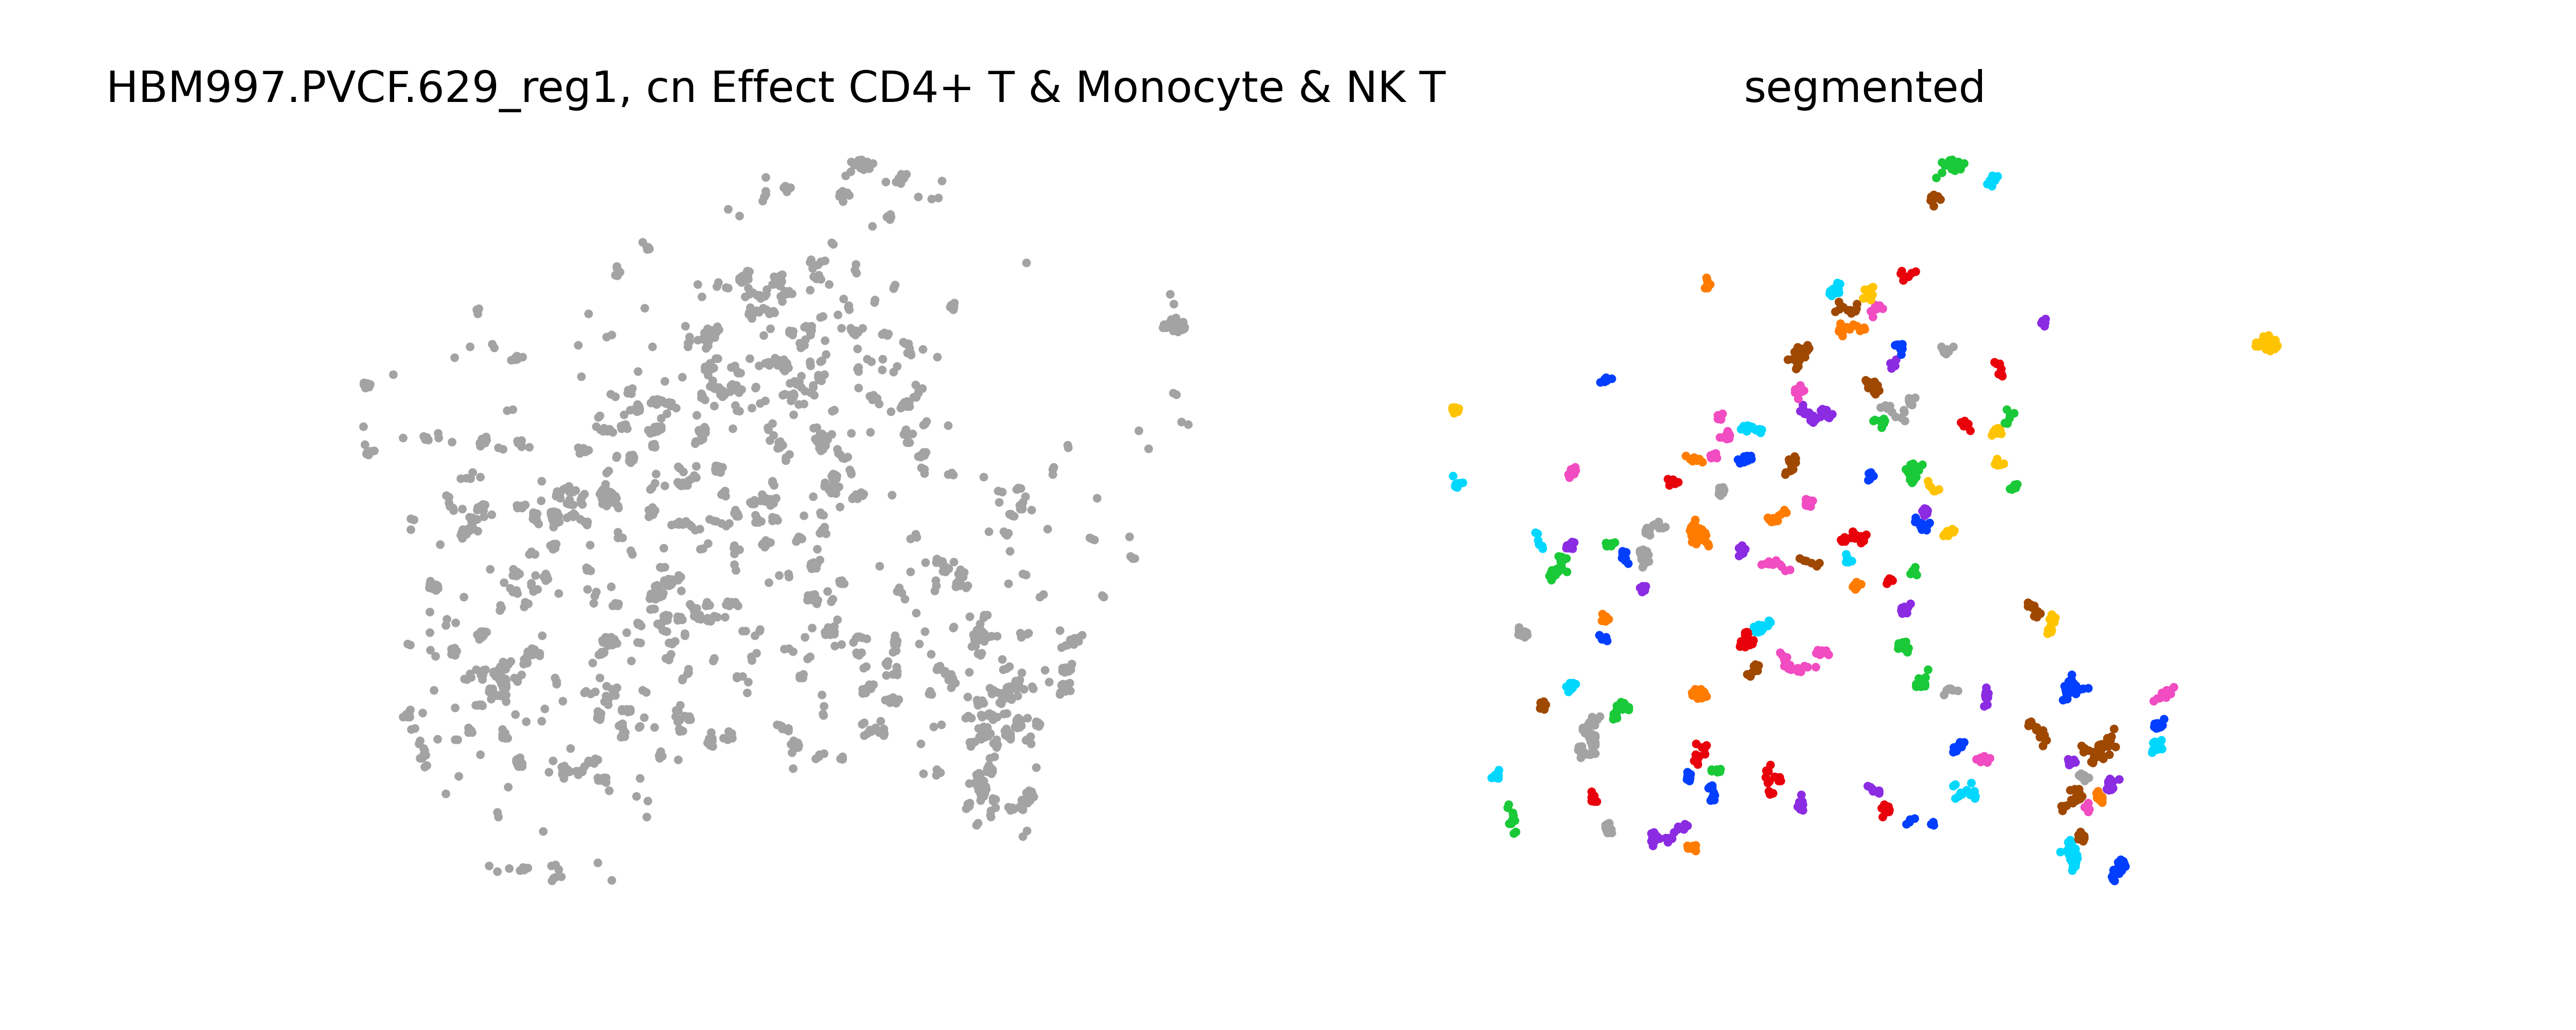 HBM997.PVCF.629_reg1, cn Effect CD4+ T & Monocyte & NK T
segmented